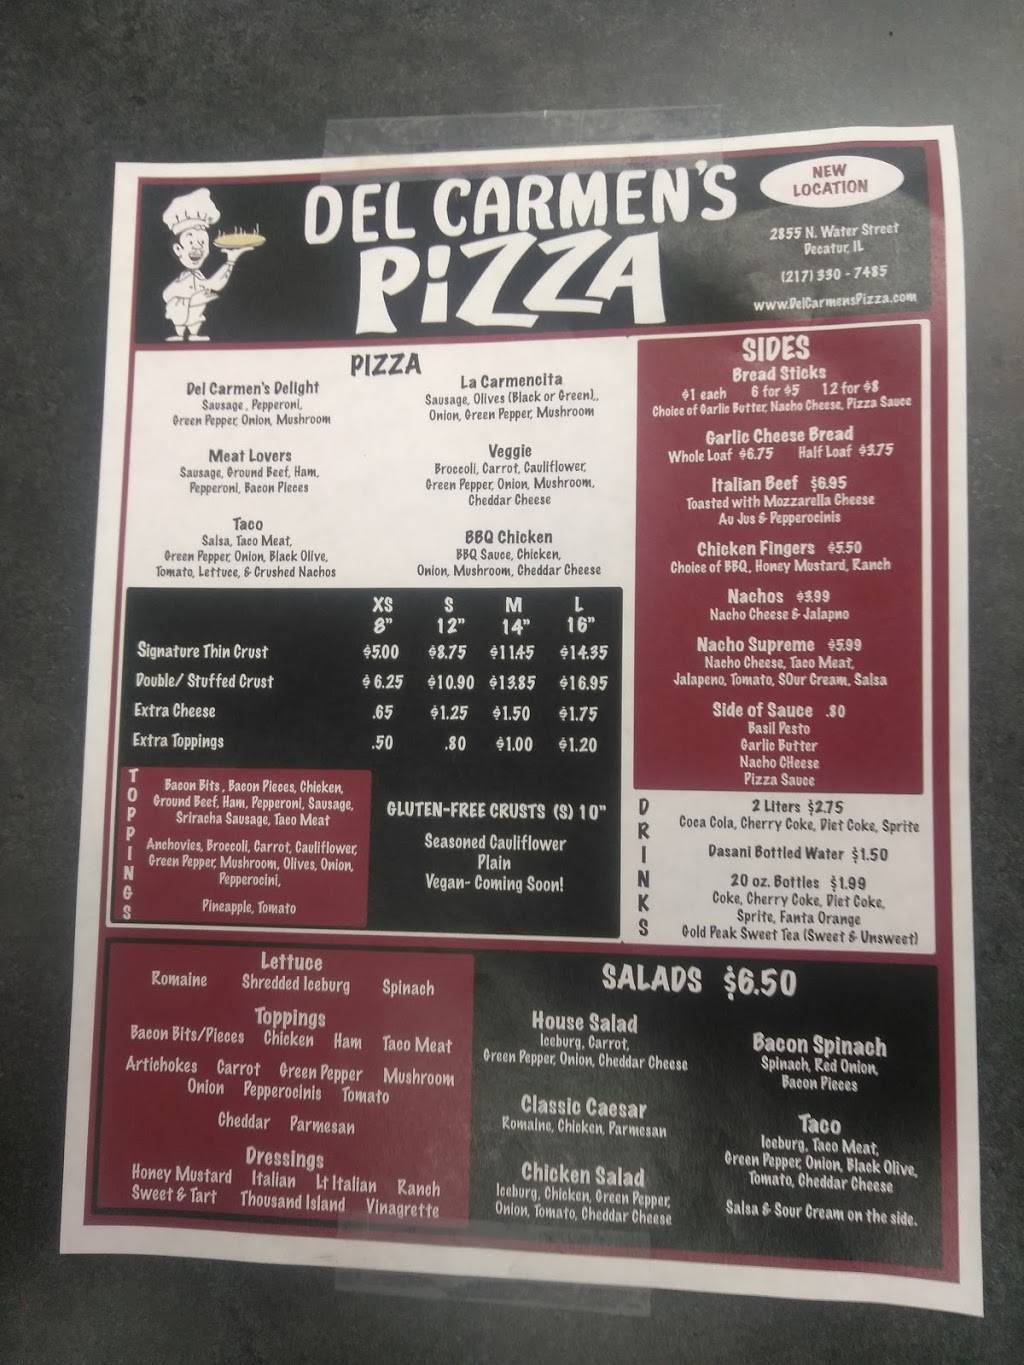 DEL CARMEN'S
PiZZA
NEW
LOCATION
2855 N. Water Street
Decatur, IL
(217) 330 - 7485
www.DelCarmensPizza.com
PIZZA
Del Carmen's Delight
Sausage , Pepperoni,
Green Pepper, Onion, Mushroom
Meat Lovers
Sausage, Ground Beef, Ham,
Pepperoni, Bacon Pieces
Taco
Salsa, Taco Meat,
Green Pepper, Onion, Black Olive,
Tomato, Lettuce, & Crushed Nachos
La Carmencita
Sausage, Olives (Black or Green),,
Onion, Green Pepper, Mushroom
Veggie
Broccoli, Carrot, Cauliflower,
Green Pepper, Onion, Mushroom,
Cheddar Cheese
BBQ Chicken
BBQ Sauce, Chicken,
Onion, Mushroom, Cheddar Cheese
XS S M L
8" 12" 14" 16"
Signature Thin Crust $5.00 $8.75 $11.45 $14.35
Double/ Stuffed Crust $ 6.25 $10.90 $13.85 $16.95
Extra Cheese .65 $1.25 $1.50 $1.75
Extra Toppings .50 .80 $1.00 $1.20
TOPPINGS
Bacon Bits , Bacon Pieces, Chicken,
Ground Beef, Ham, Pepperoni, Sausage,
Sriracha Sausage, Taco Meat
Anchovies, Broccoli, Carrot, Cauliflower,
Green Pepper, Mushroom, Olives, Onion,
Pepperocini,
Pineapple, Tomato
GLUTEN-FREE CRUSTS (S) 10"
Seasoned Cauliflower
Plain
Vegan- Coming Soon!
SIDES
Bread Sticks
$1 each 6 for $5 12 for $8
Choice of Garlic Butter, Nacho Cheese, Pizza Sauce
Garlic Cheese Bread
Whole Loaf $6.75 Half Loaf $3.75
Italian Beef $6.95
Toasted with Mozzarella Cheese
Au Jus & Pepperocinis
Chicken Fingers $5.50
Choice of BBQ, Honey Mustard, Ranch
Nachos $3.99
Nacho Cheese & Jalapno
Nacho Supreme $5.99
Nacho Cheese, Taco Meat,
Jalapeno, Tomato, SOur Cream, Salsa
Side of Sauce .80
Basil Pesto
Garlic Butter
Nacho CHeese
Pizza Sauce
DRINKS
2 Liters $2.75
Coca Cola, Cherry Coke, Diet Coke, Sprite
Dasani Bottled Water $1.50
20 oz. Bottles $1.99
Coke, Cherry Coke, Diet Coke,
Sprite, Fanta Orange
Gold Peak Sweet Tea (Sweet & Unsweet)
Lettuce
Romaine Shredded Iceburg Spinach
Toppings
Bacon Bits/Pieces Chicken Ham Taco Meat
Artichokes Carrot Green Pepper Mushroom
Onion Pepperocinis Tomato
Cheddar Parmesan
Dressings
Honey Mustard Italian Lt Italian Ranch
Sweet & Tart Thousand Island Vinagrette
SALADS $6.50
House Salad
Iceburg, Carrot,
Green Pepper, Onion, Cheddar Cheese
Classic Caesar
Romaine, Chicken, Parmesan
Chicken Salad
Iceburg, Chicken, Green Pepper,
Onion, Tomato, Cheddar Cheese
Bacon Spinach
Spinach, Red Onion,
Bacon Pieces
Taco
Iceburg, Taco Meat,
Green Pepper, Onion, Black Olive,
Tomato, Cheddar Cheese
Salsa & Sour Cream on the side.